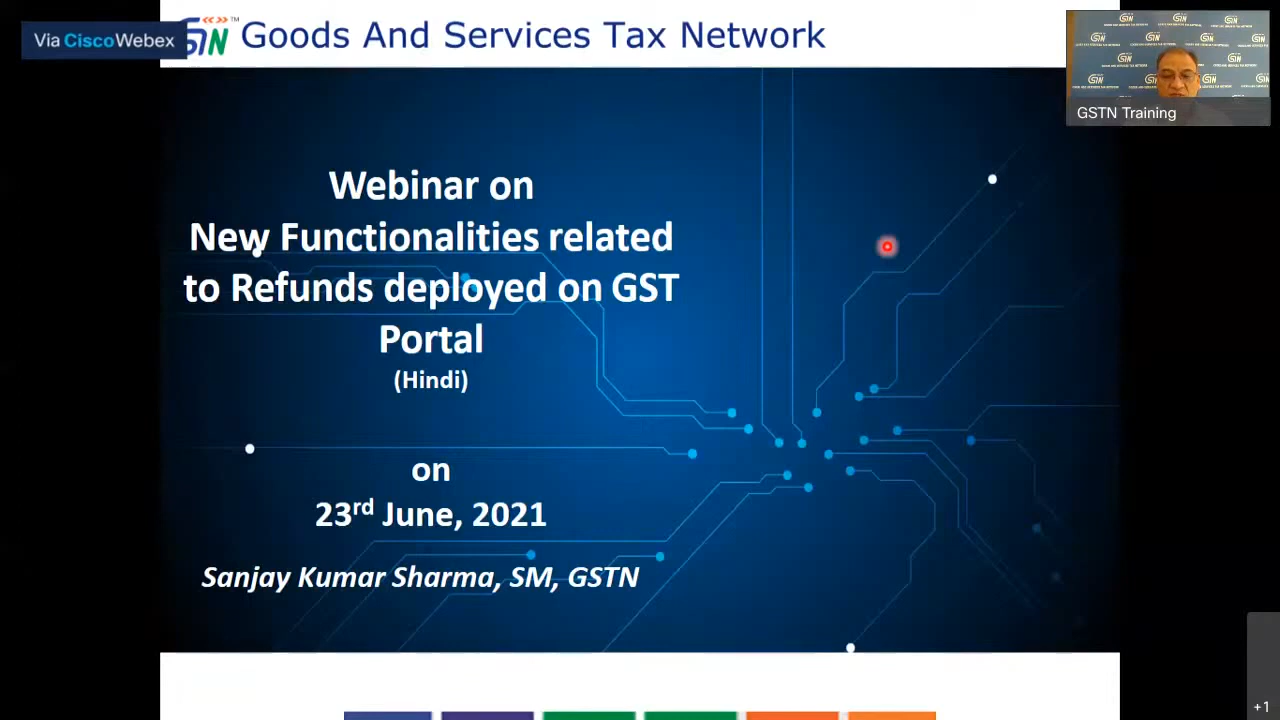 Via CiscoWebex
GSTN™ Goods And Services Tax Network
GSTN Training
Webinar on
New Functionalities related
to Refunds deployed on GST
Portal
(Hindi)
on
23rd June, 2021
Sanjay Kumar Sharma, SM, GSTN
+1